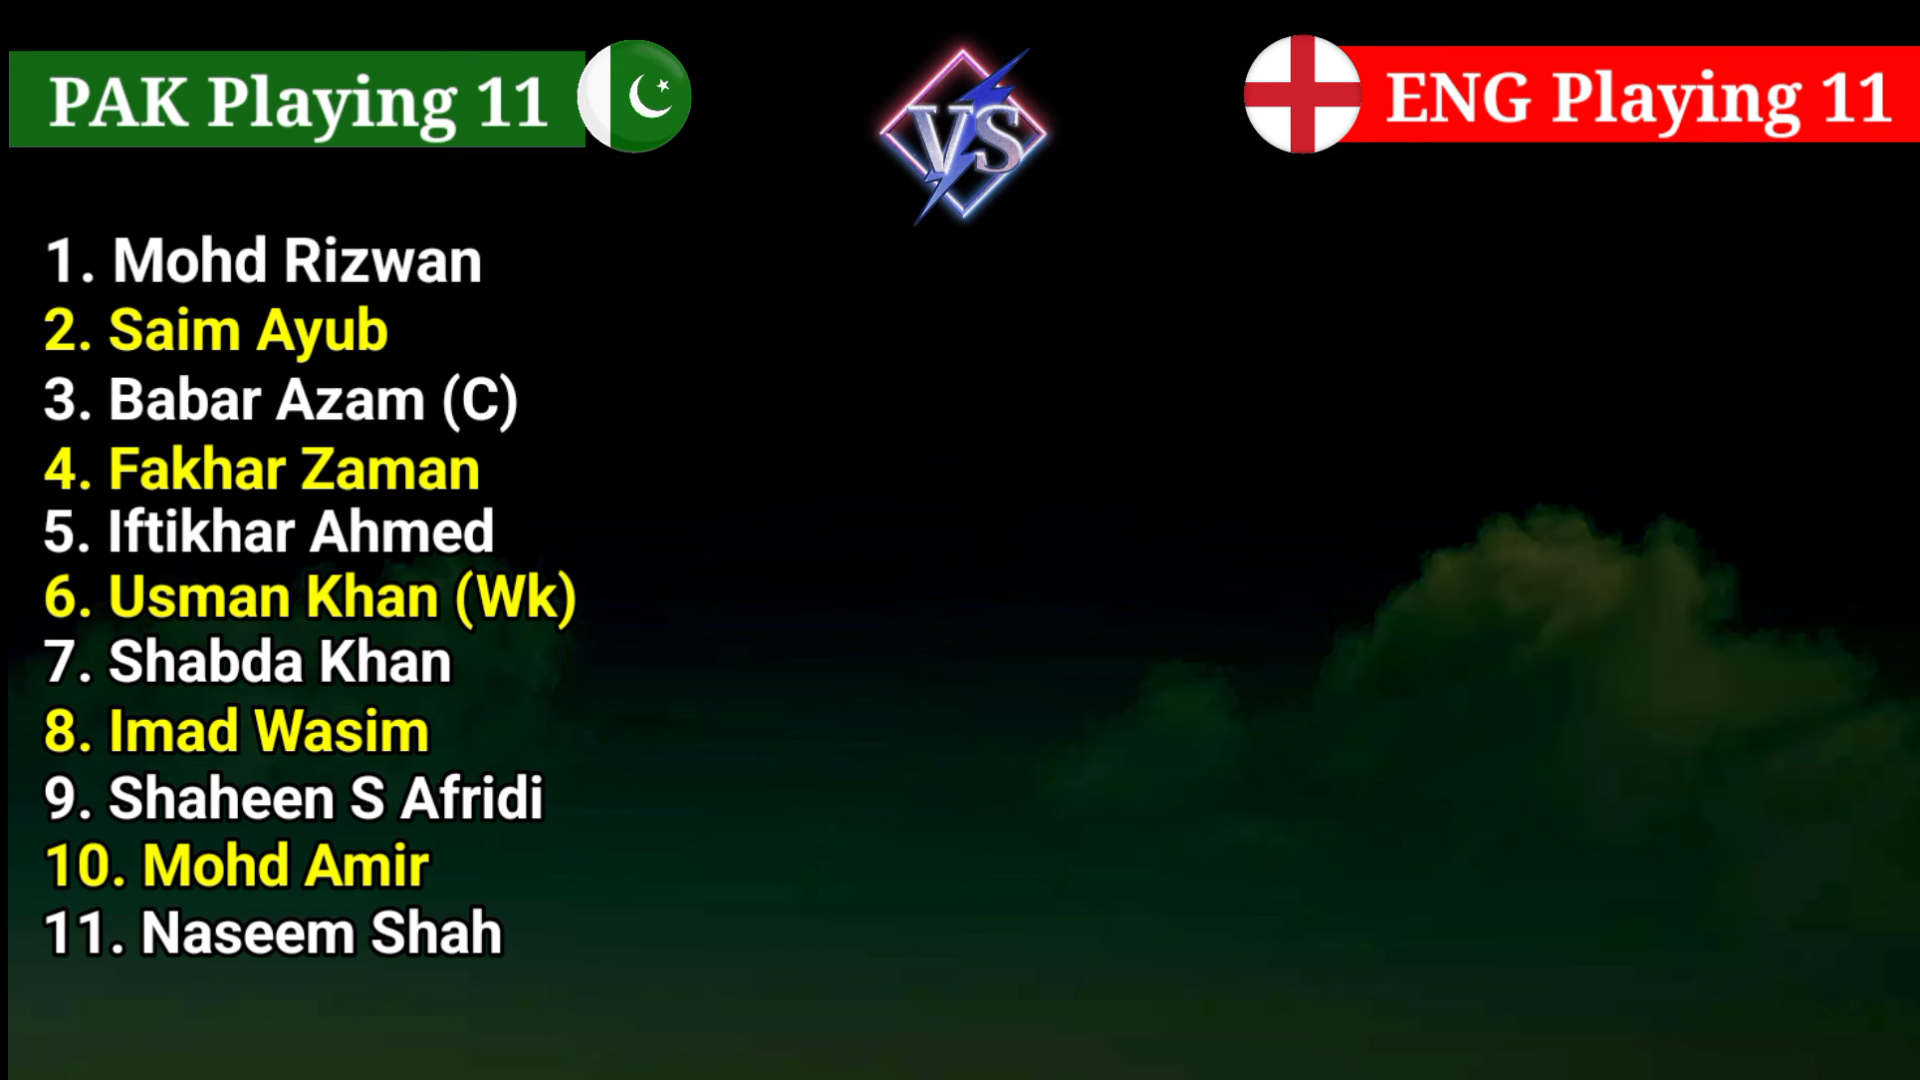 PAK Playing 11
VS
ENG Playing 11
1. Mohd Rizwan
2. Saim Ayub
3. Babar Azam (C)
4. Fakhar Zaman
5. Iftikhar Ahmed
6. Usman Khan (Wk)
7. Shabda Khan
8. Imad Wasim
9. Shaheen S Afridi
10. Mohd Amir
11. Naseem Shah